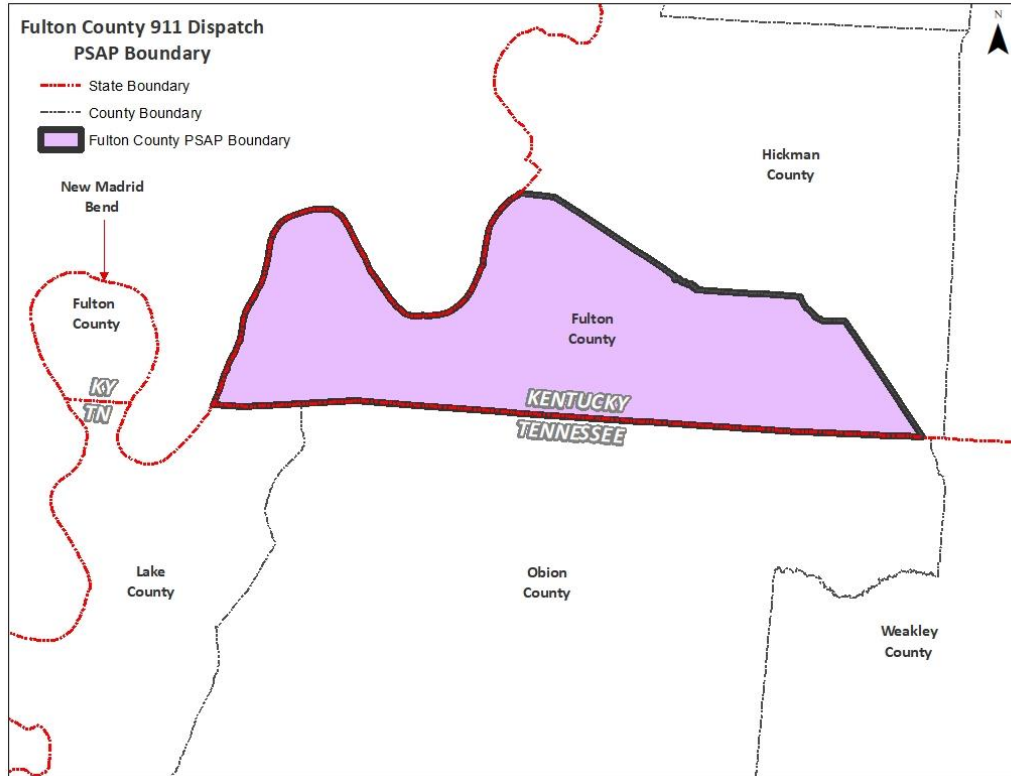 Fulton County 911 Dispatch
PSAP Boundary
State Boundary
County Boundary
Fulton County PSAP Boundary
N
New Madrid
Bend
Hickman
County
Fulton
County
Fulton
County
KY
TN
KENTUCKY
TENNESSEE
Lake
County
Obion
County
Weakley
County